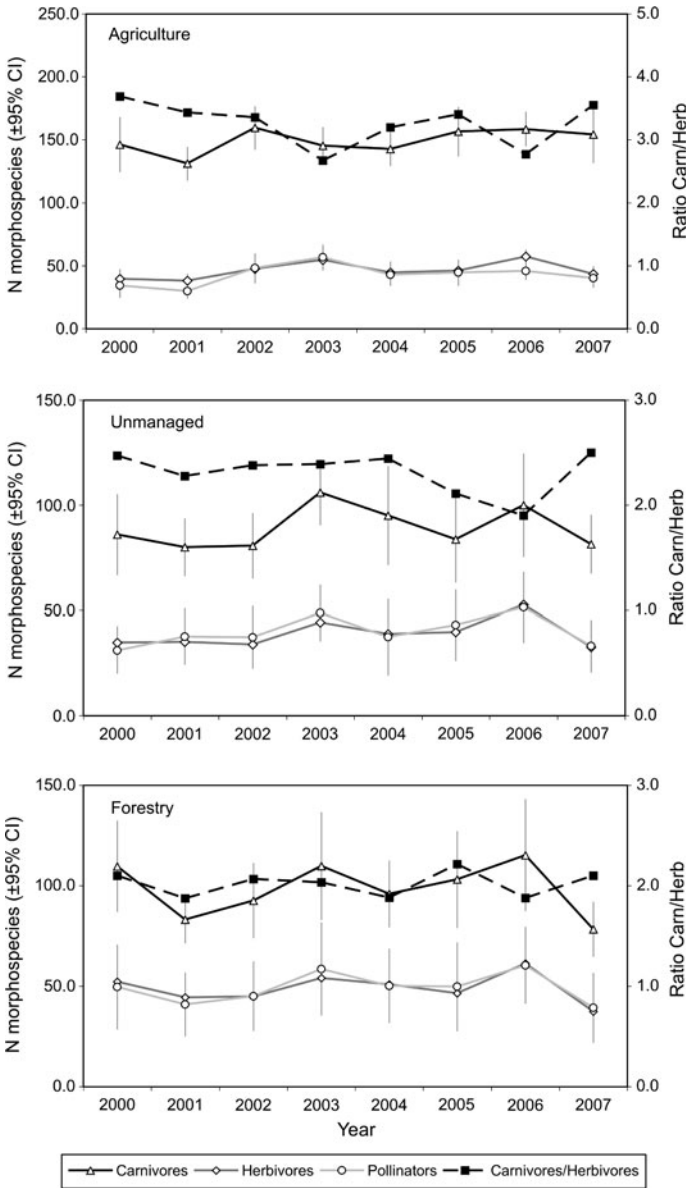 Agriculture
N morphospecies (±95% CI)
250.0
200.0
150.0
100.0
50.0
0.0
5.0
4.0
3.0
2.0
1.0
0.0
Ratio Carn/Herb
2000 2001 2002 2003 2004 2005 2006 2007
Unmanaged
N morphospecies (±95% CI)
150.0
100.0
50.0
0.0
3.0
2.0
1.0
0.0
Ratio Carn/Herb
2000 2001 2002 2003 2004 2005 2006 2007
Forestry
N morphospecies (±95% CI)
150.0
100.0
50.0
0.0
3.0
2.0
1.0
0.0
Ratio Carn/Herb
2000 2001 2002 2003 2004 2005 2006 2007
Year
Carnivores Herbivores Pollinators Carnivores/Herbivores